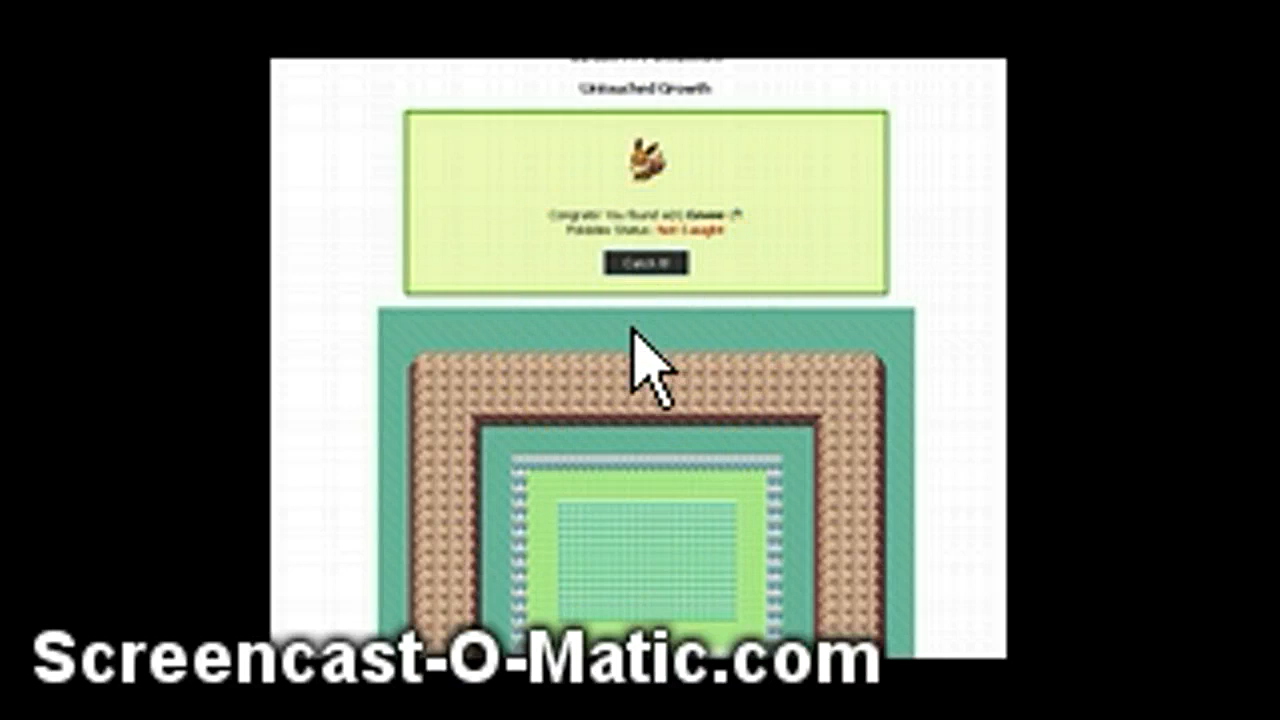 Untouched Growth
Congrats! You found a(n) Eevee
Pokedex Status: Not Caught
Catch It!
Screencast-O-Matic.com